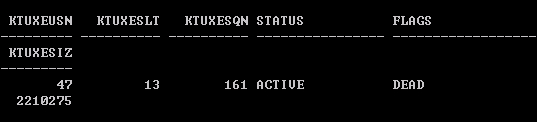 KTUXEUSN KTUXESLT KTUXESQN STATUS FLAGS
---------- ---------- ---------- ---------------- ------------------
KTUXESIZ
----------
47 13 161 ACTIVE DEAD
2210275